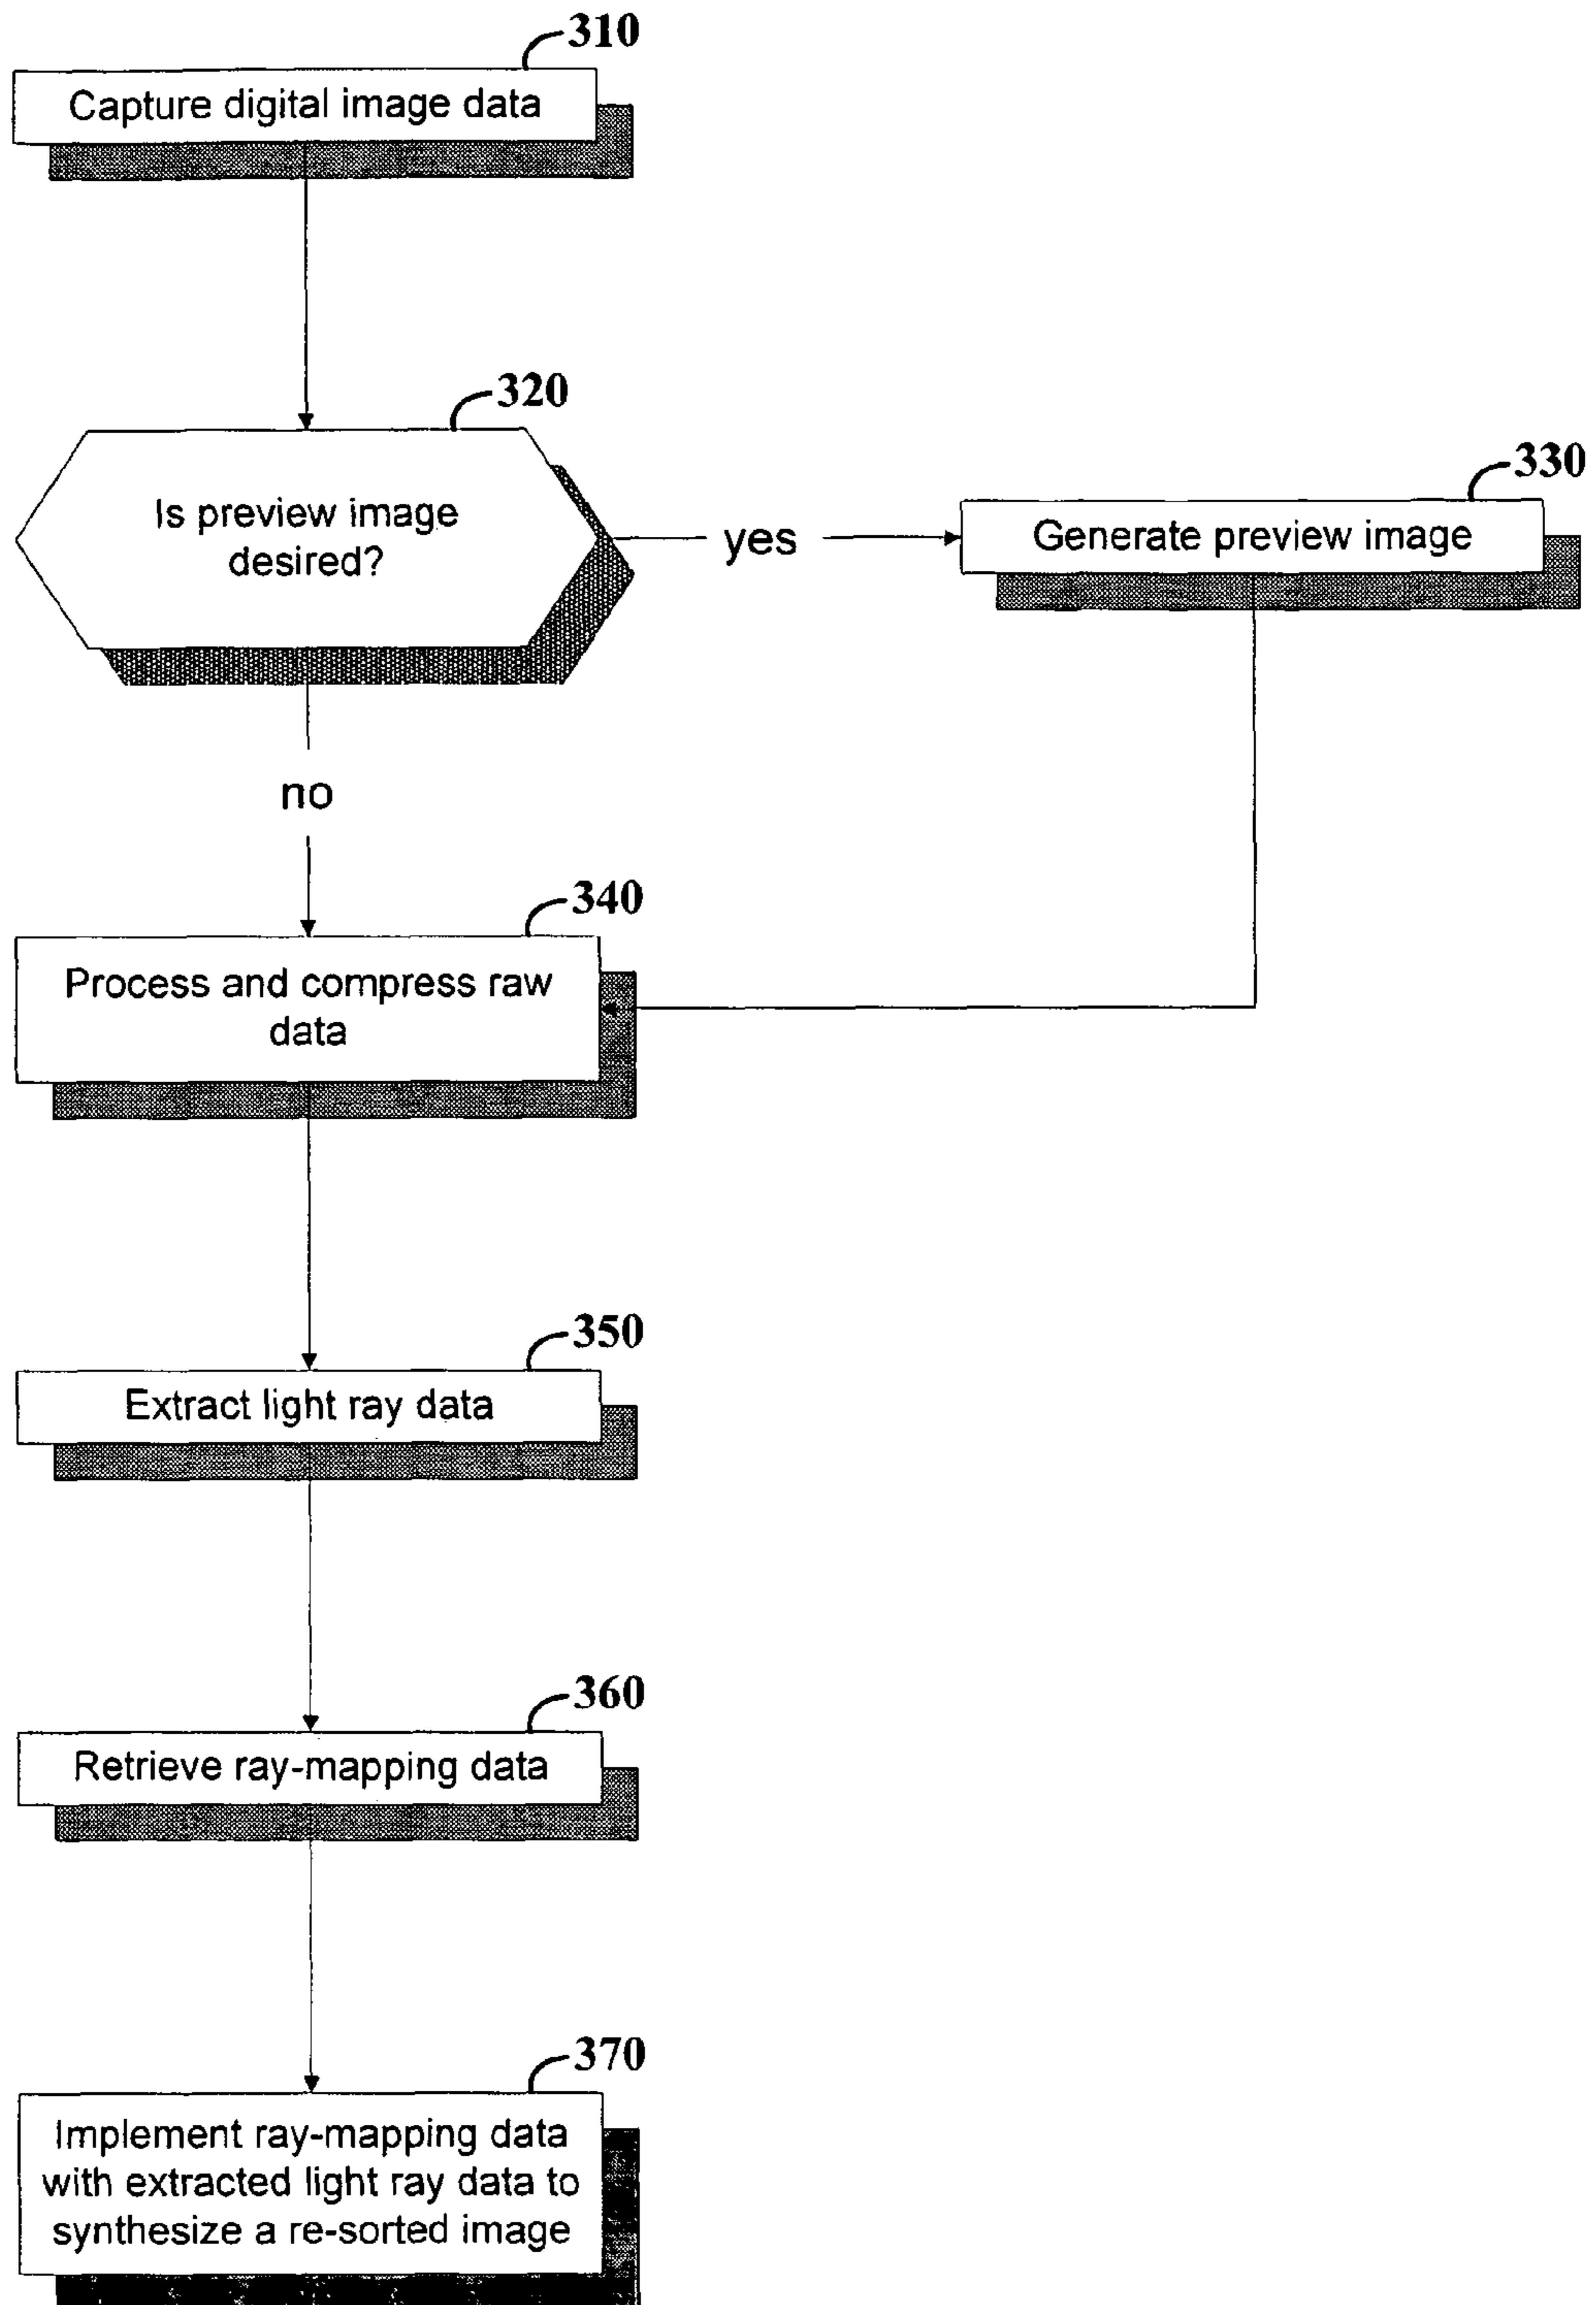 310
Capture digital image data
320
Is preview image
desired?
yes
330
Generate preview image
no
340
Process and compress raw
data
350
Extract light ray data
360
Retrieve ray-mapping data
370
Implement ray-mapping data
with extracted light ray data to
synthesize a re-sorted image